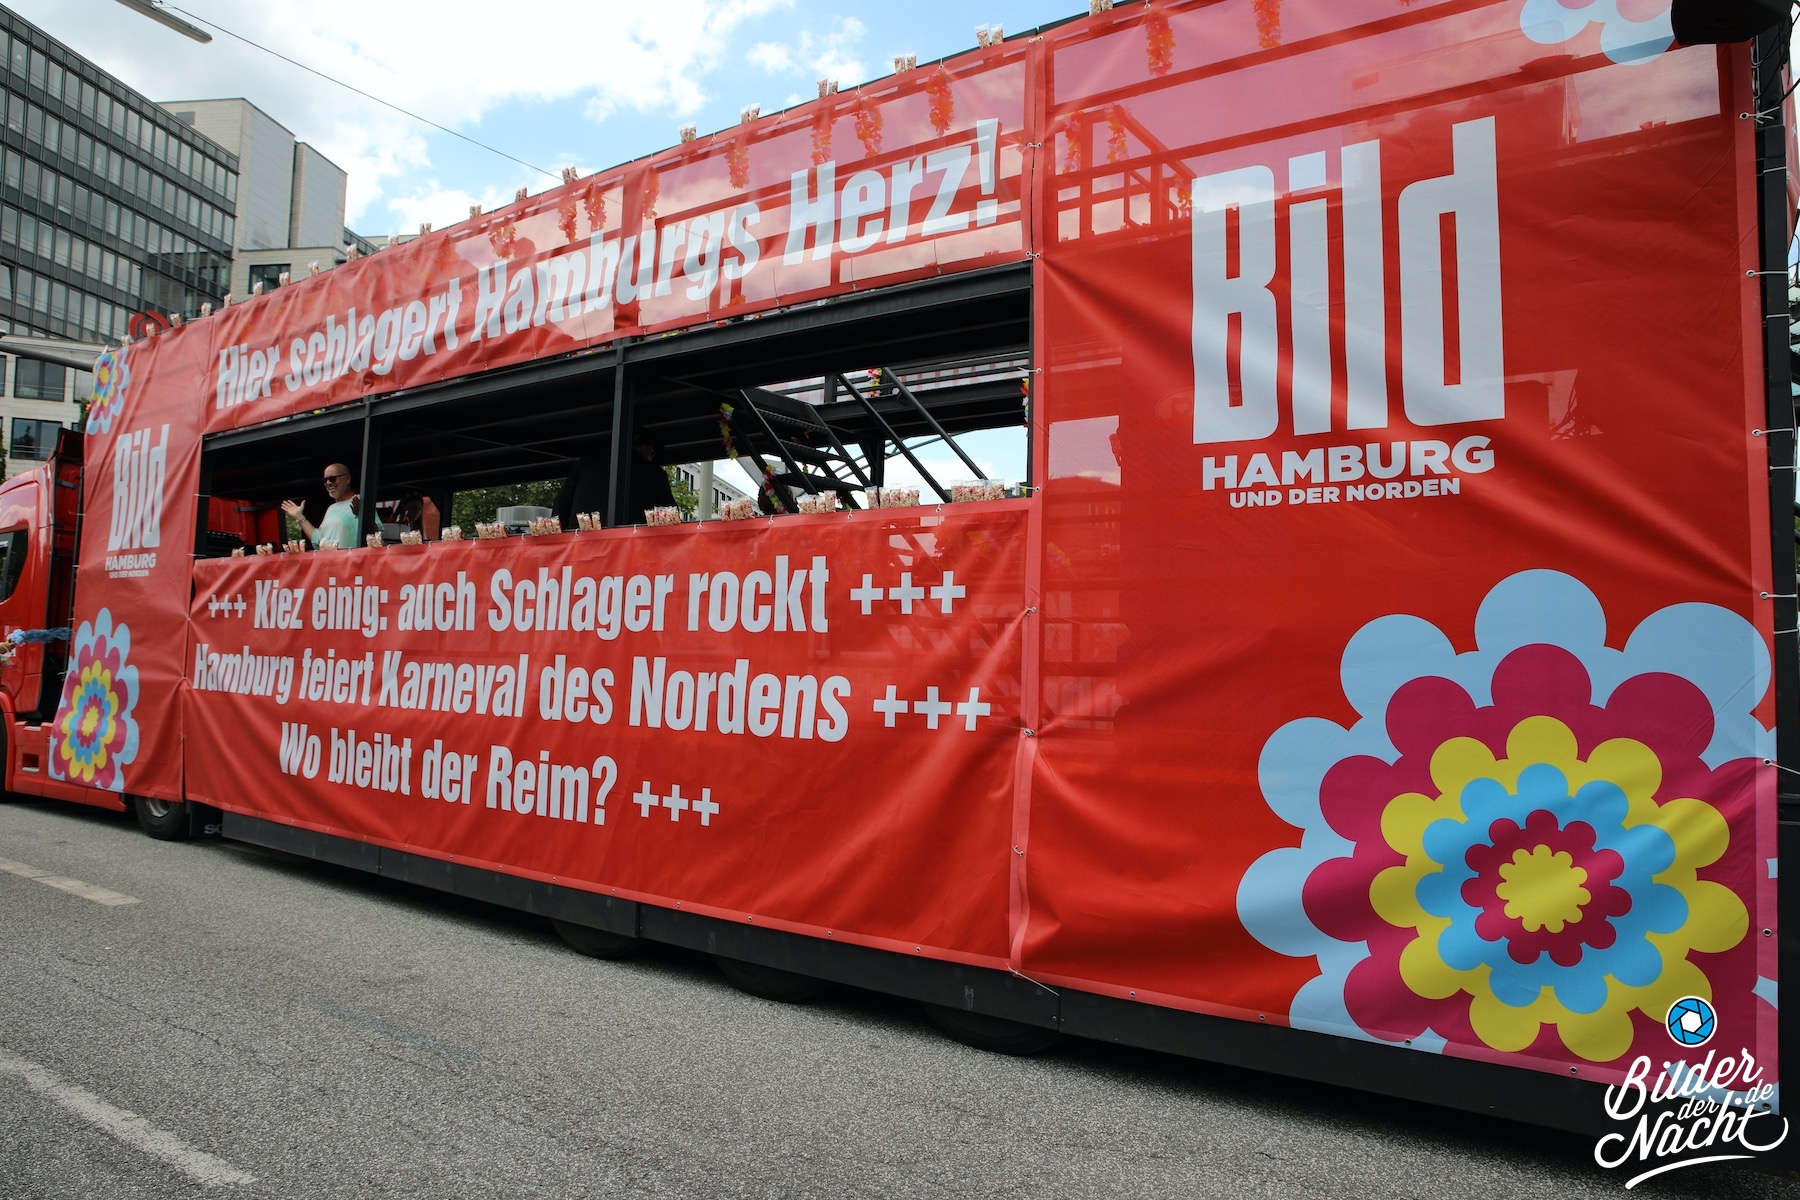 Hier schlagert Hamburgs Herz!
Bild
HAMBURG
UND DER NORDEN
Bild
HAMBURG
UND DER NORDEN
+++ Kiez einig: auch Schlager rockt +++
Hamburg feiert Karneval des Nordens +++
Wo bleibt der Reim? +++
Bilder
der
Nacht.de